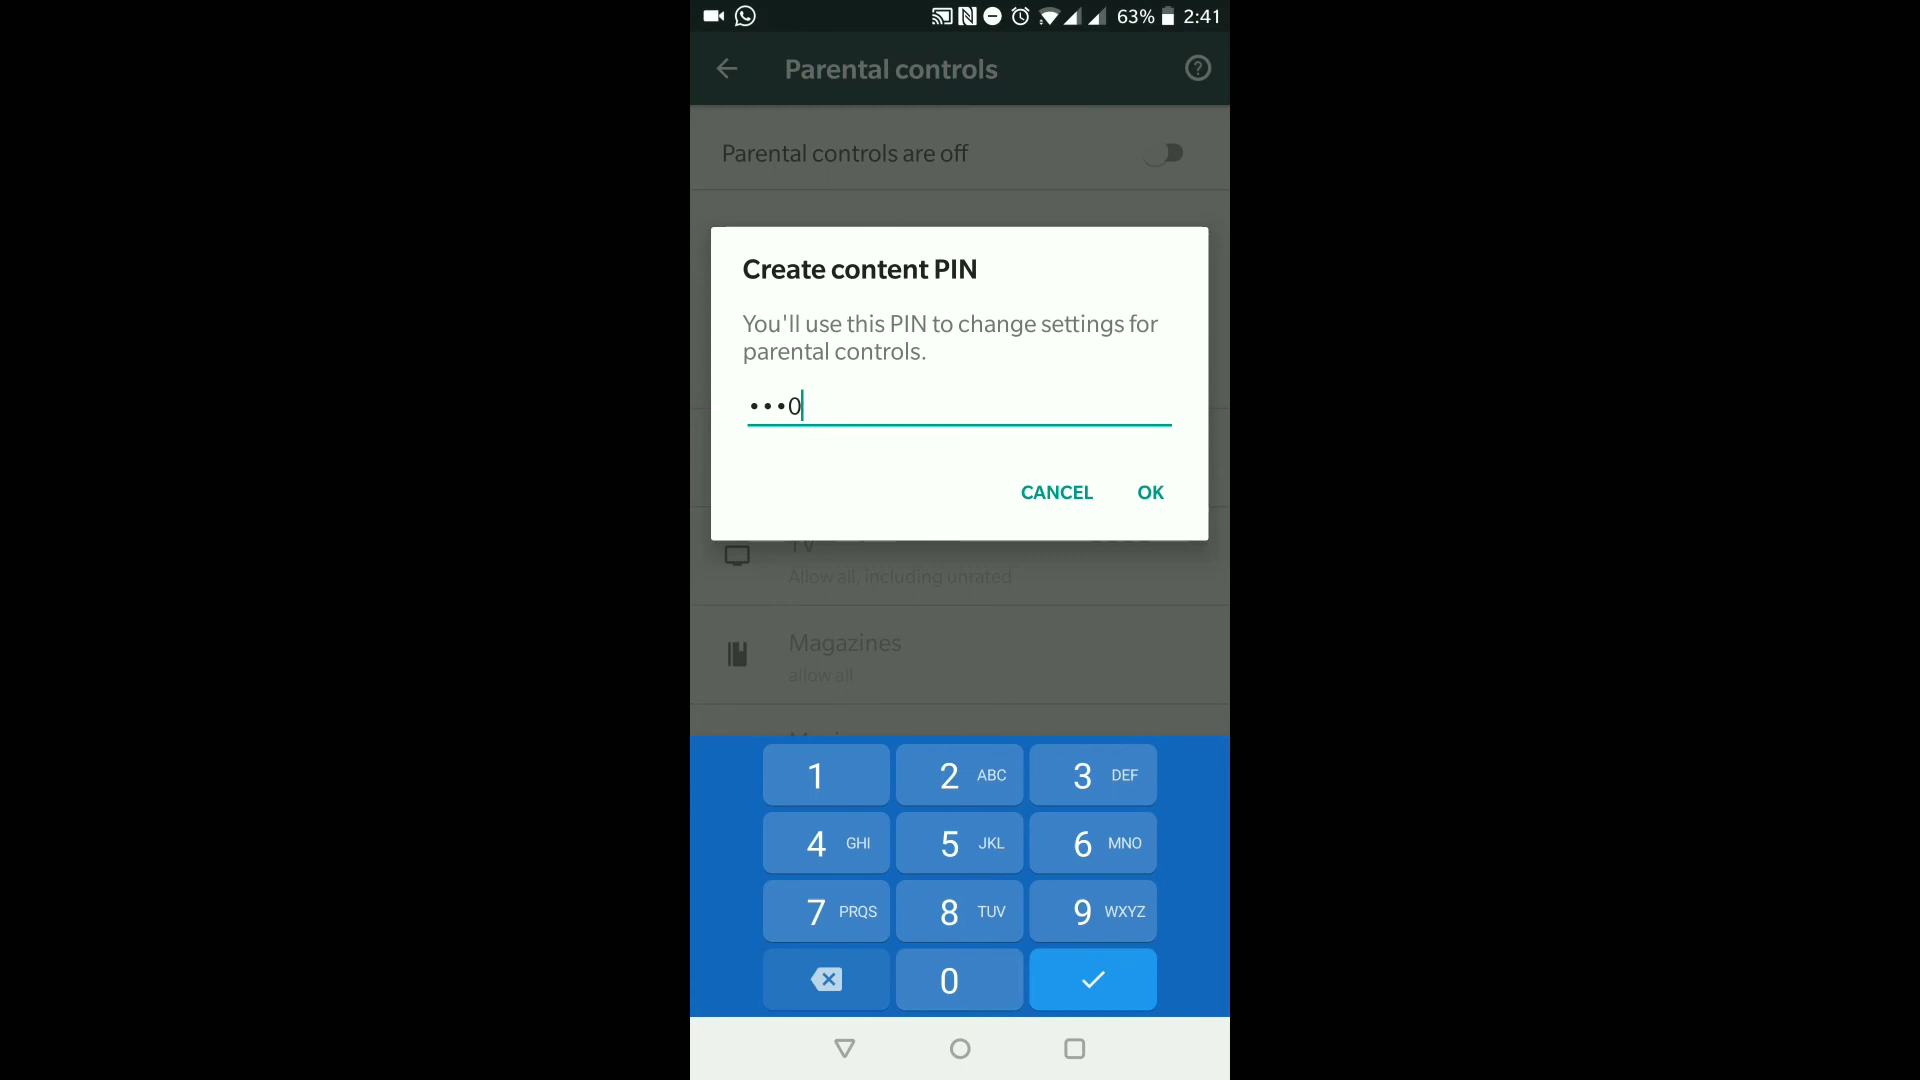 63% 2:41
Parental controls
Parental controls are off
Create content PIN
You'll use this PIN to change settings for
parental controls.
•••0
CANCEL OK
TV
Allow all, including unrated
Magazines
allow all
1 2 ABC 3 DEF
4 GHI 5 JKL 6 MNO
7 PRQS 8 TUV 9 WXYZ
0